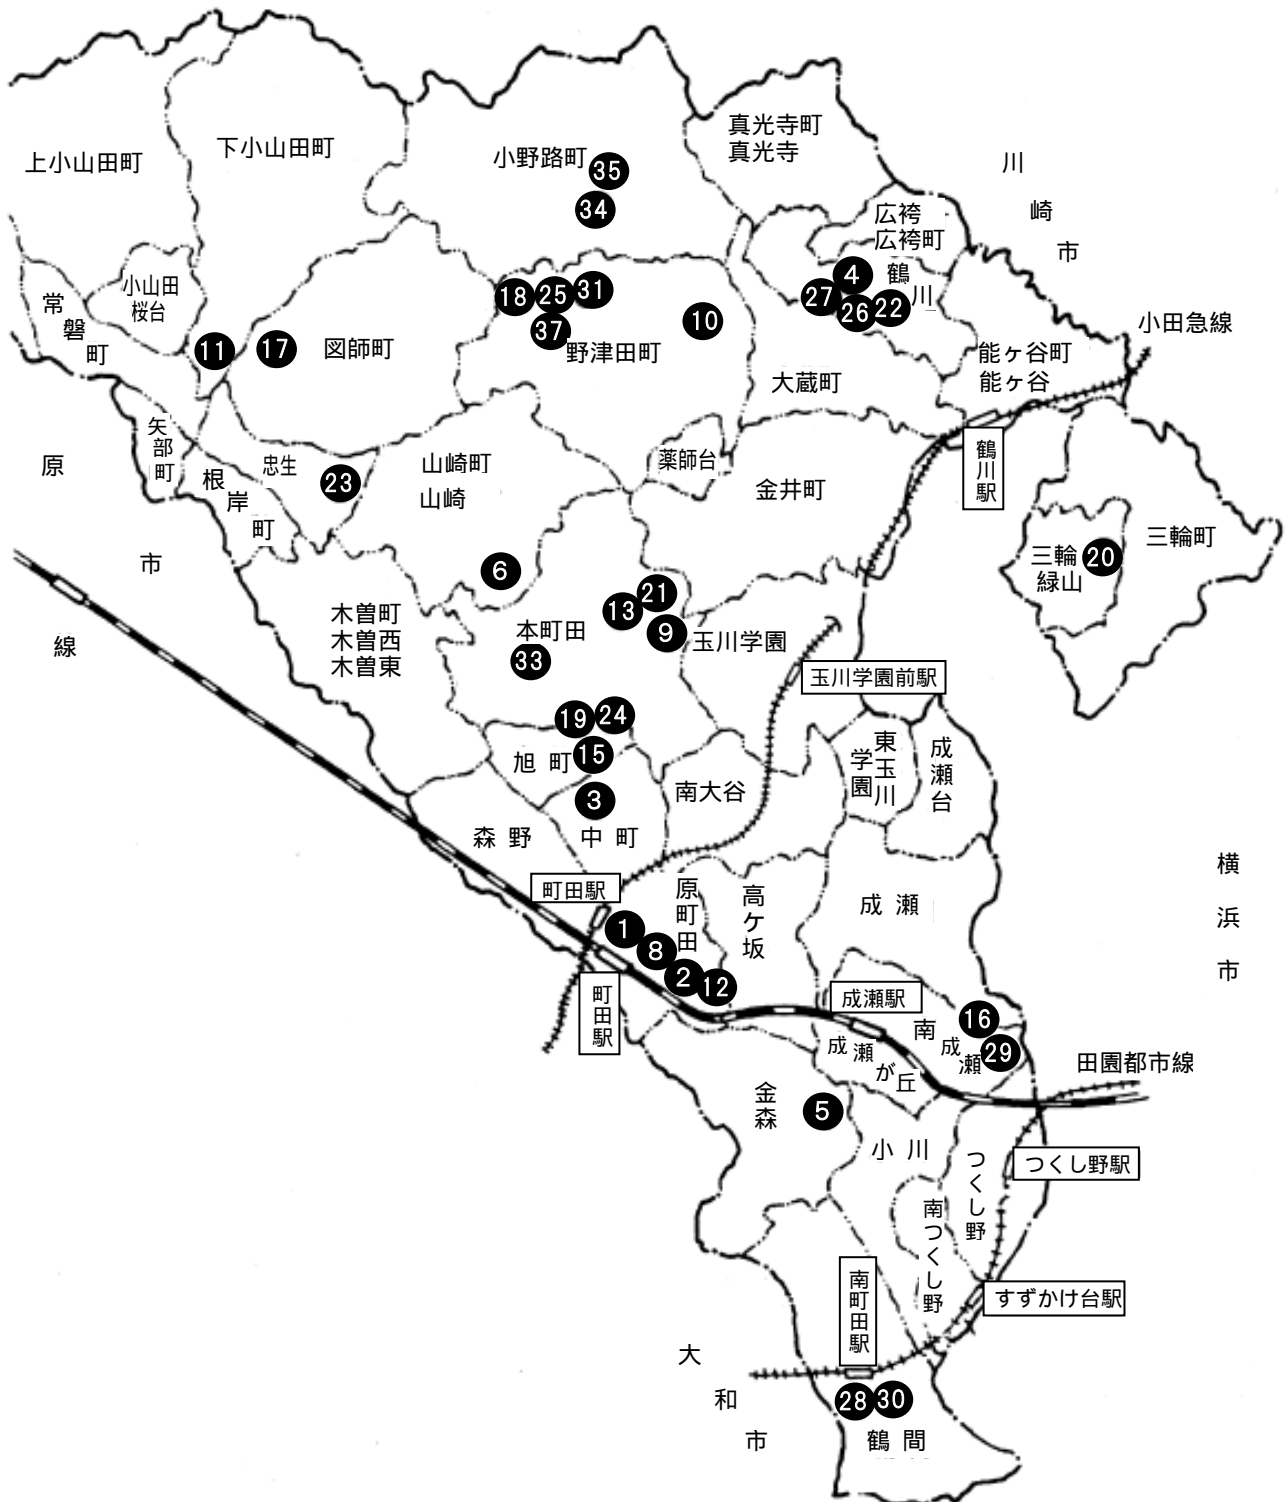 真光寺町
真光寺
下小山田町
上小山田町
小野路町
35
34
川
崎
市
広袴
広袴町
鶴
川
4
27
26
22
小山田
桜台
常
磐
町
18
25
31
37
10
野津田町
11
17
図師町
大蔵町
能ヶ谷町
能ヶ谷
小田急線
矢
部
町
根
岸
町
忠生
23
山崎町
山崎
薬師台
金井町
鶴
川
駅
原
市
線
6
三輪
緑山
20
三輪町
木曽町
木曽西
木曽東
本町田
13
21
9
33
玉川学園
玉川学園前駅
19
24
旭 町
15
3
中 町
森 野
南大谷
東
玉
川
学
園
成
瀬
台
町田駅
原
町
田
高
ケ
坂
成 瀬
横
浜
市
1
8
2
12
町
田
駅
成瀬駅
南
成
瀬
16
29
成
瀬
が
丘
田園都市線
金
森
5
小 川
つ
く
し
野
つくし野駅
南
つ
く
し
野
南
町
田
駅
すずかけ台駅
大
和
市
28
30
鶴 間